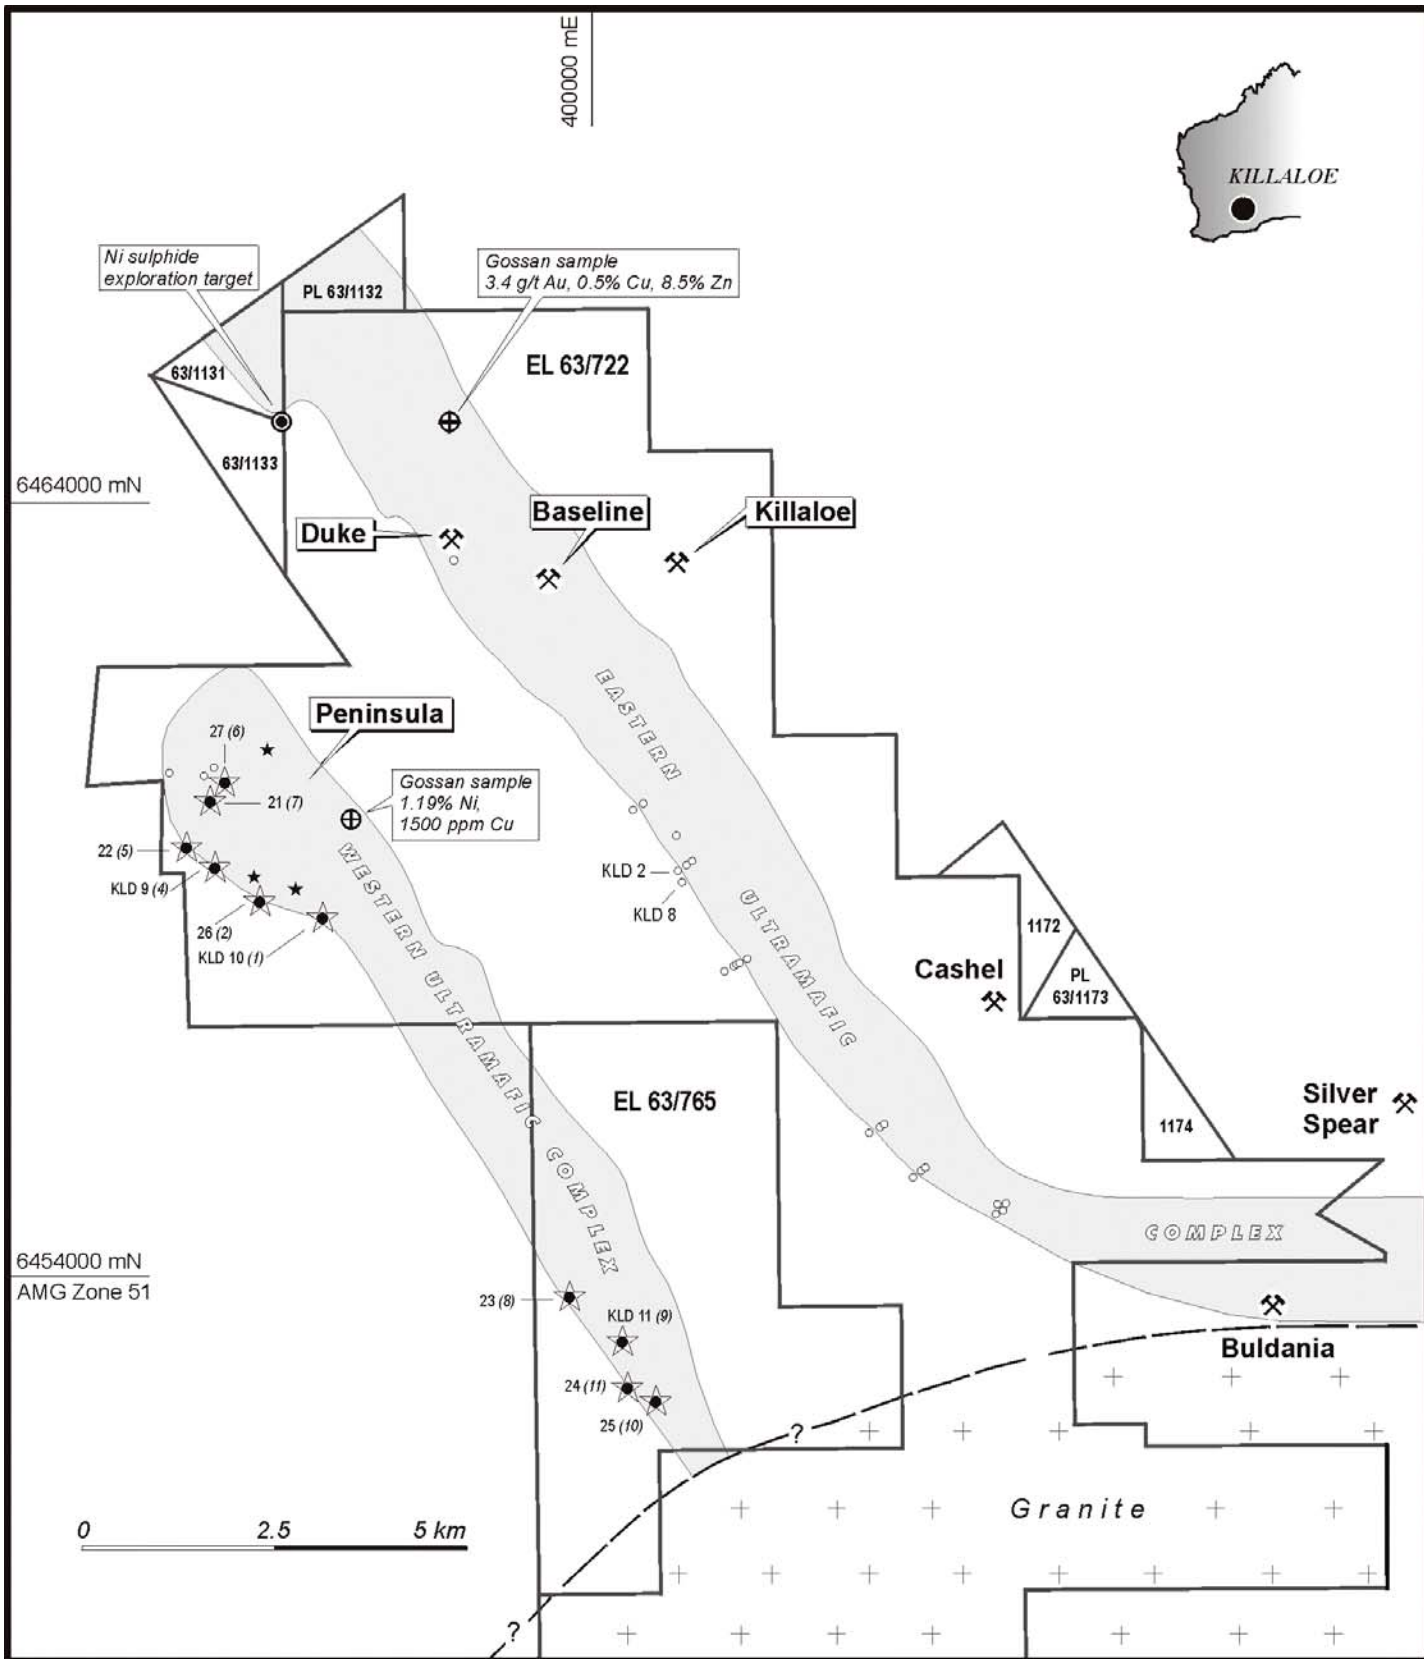 400000 mE
KILLALOE
Ni sulphide
exploration target
Gossan sample
3.4 g/t Au, 0.5% Cu, 8.5% Zn
PL 63/1132
EL 63/722
63/1131
63/1133
6464000 mN
Duke
Baseline
Killaloe
EASTERN
ULTRAMAFIC
COMPLEX
Peninsula
27 (6)
21 (7)
Gossan sample
1.19% Ni,
1500 ppm Cu
22 (5)
KLD 9 (4)
26 (2)
KLD 10 (1)
WESTERN ULTRAMAFIC COMPLEX
KLD 2
KLD 8
1172
PL
63/1173
Cashel
EL 63/765
Silver
Spear
1174
6454000 mN
AMG Zone 51
23 (8)
KLD 11 (9)
24 (11)
25 (10)
Buldania
?
Granite
0 2.5 5 km
?